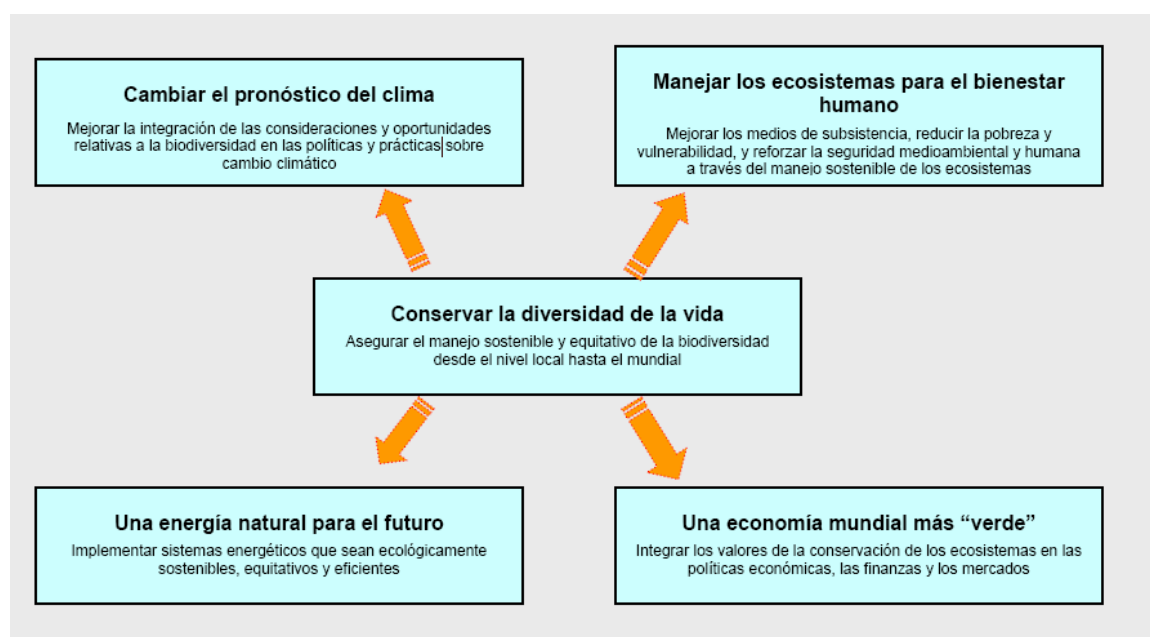 Cambiar el pronóstico del clima
Mejorar la integración de las consideraciones y oportunidades
relativas a la biodiversidad en las políticas y prácticas sobre
cambio climático
Manejar los ecosistemas para el bienestar
humano
Mejorar los medios de subsistencia, reducir la pobreza y
vulnerabilidad, y reforzar la seguridad medioambiental y humana
a través del manejo sostenible de los ecosistemas
Conservar la diversidad de la vida
Asegurar el manejo sostenible y equitativo de la biodiversidad
desde el nivel local hasta el mundial
Una energía natural para el futuro
Implementar sistemas energéticos que sean ecológicamente
sostenibles, equitativos y eficientes
Una economía mundial más “verde”
Integrar los valores de la conservación de los ecosistemas en las
políticas económicas, las finanzas y los mercados